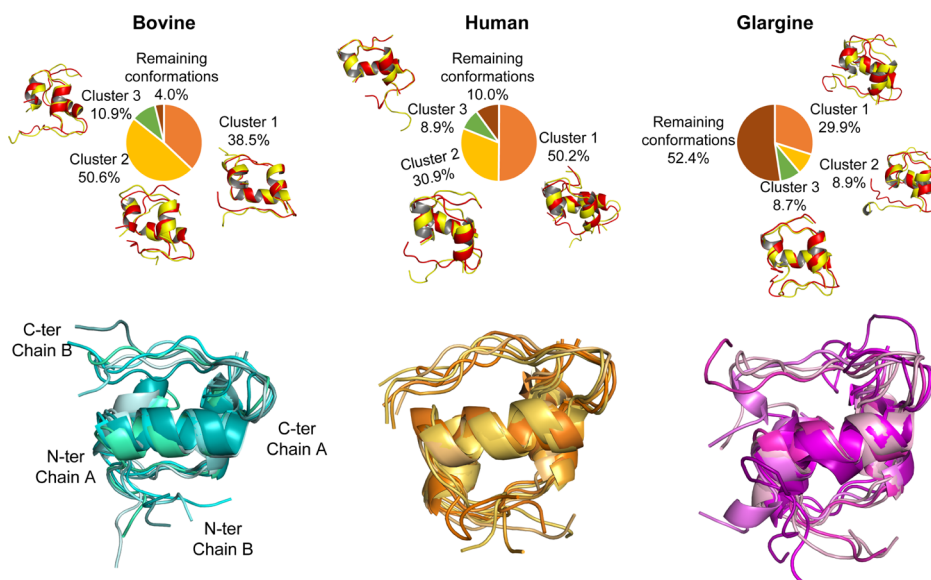 Bovine
Human
Glargine
Remaining
conformations
4.0%
Cluster 3
10.9%
Cluster 1
38.5%
Cluster 2
50.6%
Remaining
conformations
10.0%
Cluster 3
8.9%
Cluster 1
50.2%
Cluster 2
30.9%
Cluster 1
29.9%
Remaining
conformations
52.4%
Cluster 2
8.9%
Cluster 3
8.7%
C-ter
Chain B
C-ter
Chain A
N-ter
Chain A
N-ter
Chain B